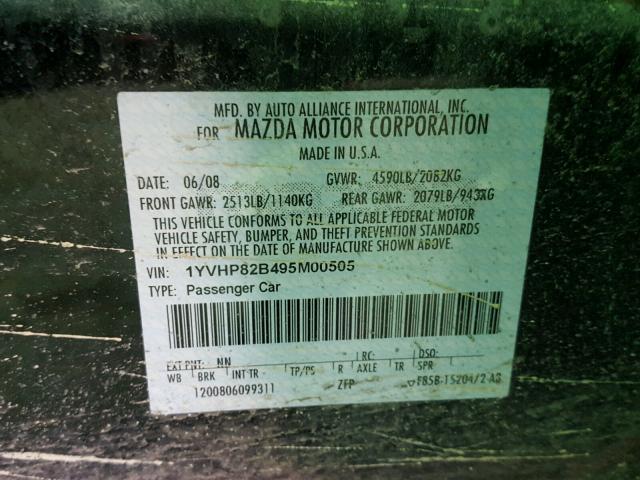 MFD. BY AUTO ALLIANCE INTERNATIONAL, INC.
FOR MAZDA MOTOR CORPORATION
MADE IN U.S.A.
DATE: 06/08 GVWR: 4590LB/2082KG
FRONT GAWR: 2513LB/1140KG REAR GAWR: 2079LB/943KG
THIS VEHICLE CONFORMS TO ALL APPLICABLE FEDERAL MOTOR
VEHICLE SAFETY, BUMPER, AND THEFT PREVENTION STANDARDS
IN EFFECT ON THE DATE OF MANUFACTURE SHOWN ABOVE.
VIN: 1YVHP82B495M00505
TYPE: Passenger Car
EXT PNT: NN RC: DSO:
WB BRK INT TR TP/PS R AXLE TR SPR
1200806099311 ZFP F85B-15204/2-AB